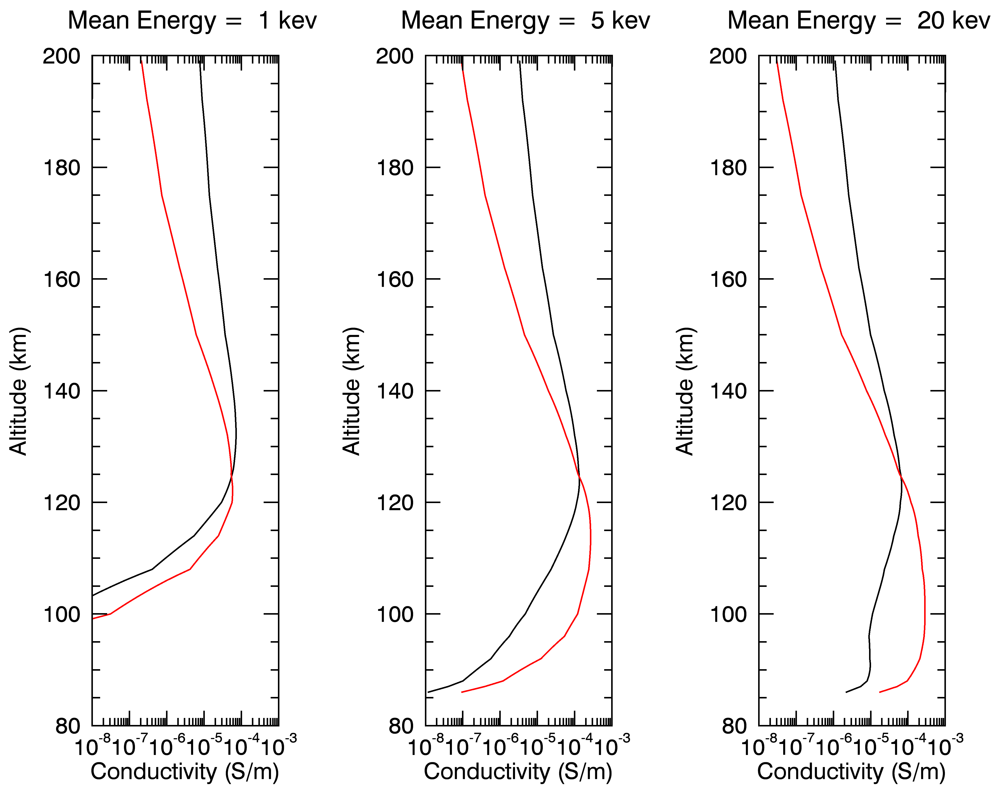 Mean Energy =  1 kev
200
180
160
140
120
100
80
Altitude (km)
10-8 10-7 10-6 10-5 10-4 10-3
Conductivity (S/m)
Mean Energy =  5 kev
200
180
160
140
120
100
80
Altitude (km)
10-8 10-7 10-6 10-5 10-4 10-3
Conductivity (S/m)
Mean Energy =  20 kev
200
180
160
140
120
100
80
Altitude (km)
10-8 10-7 10-6 10-5 10-4 10-3
Conductivity (S/m)